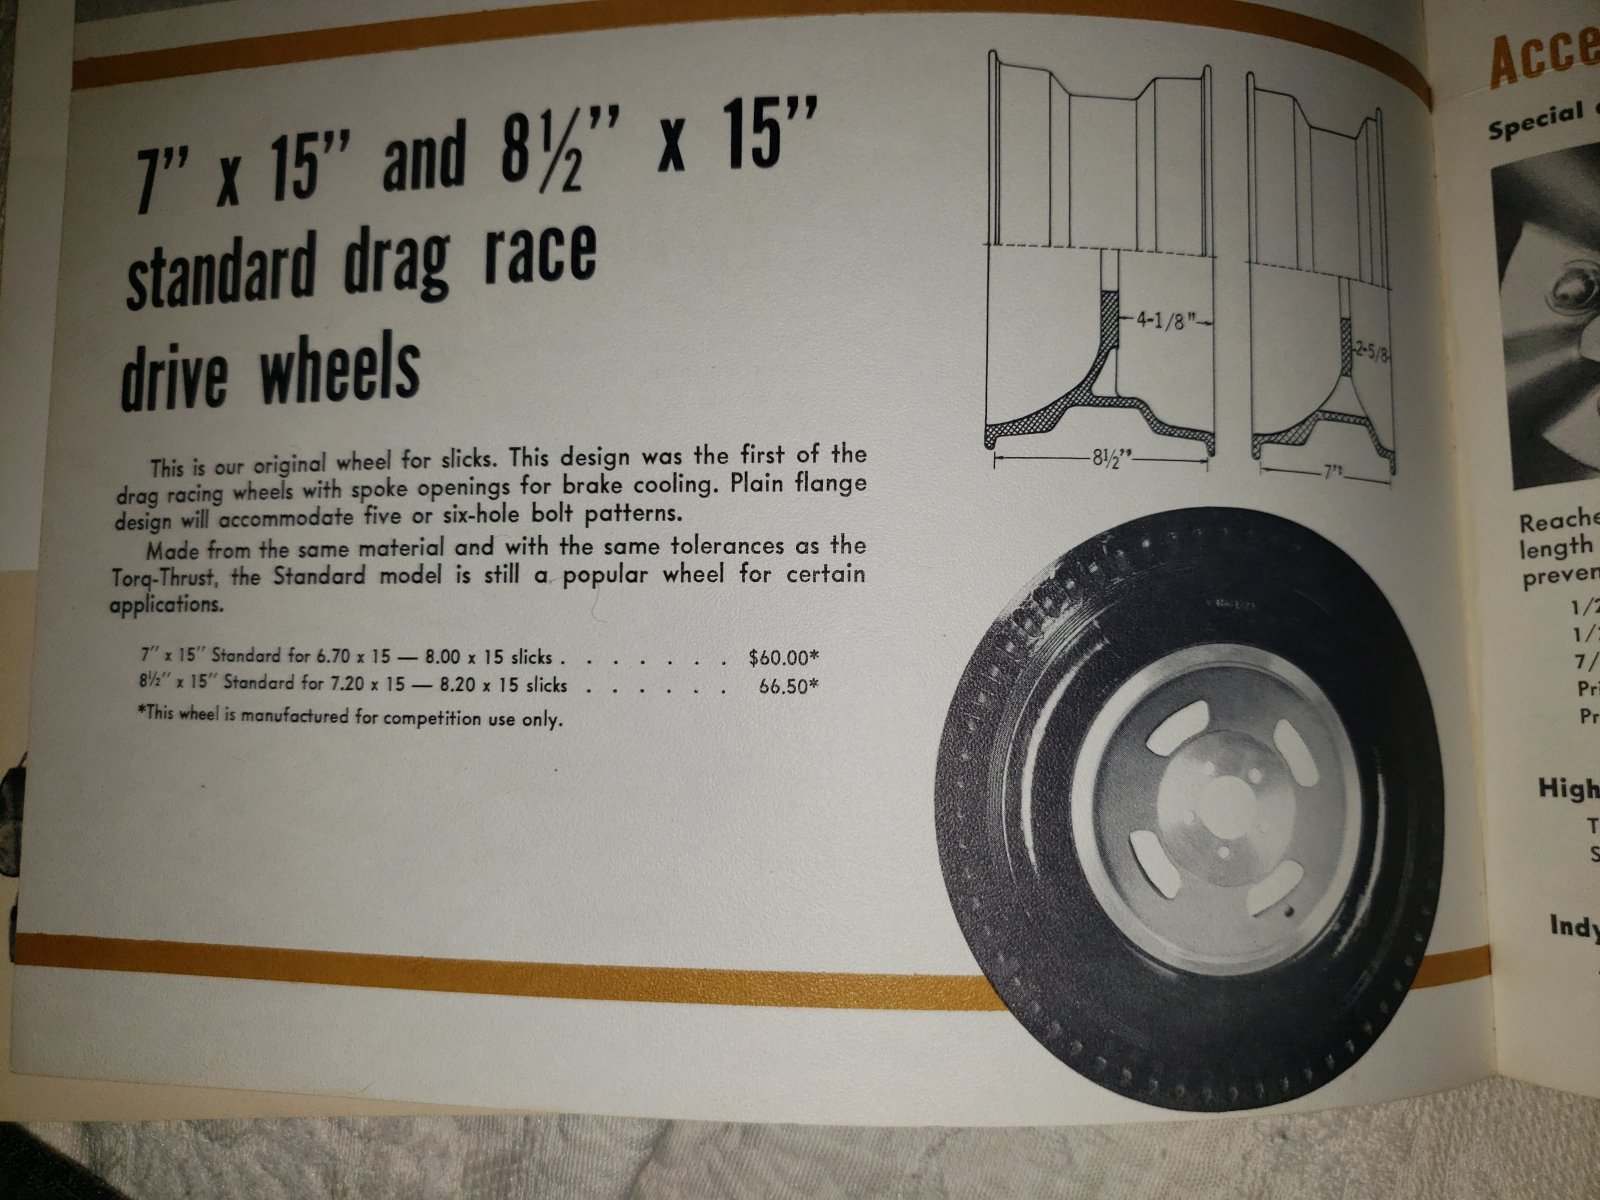 7” x 15” and 8½” x 15”
standard drag race
drive wheels
This is our original wheel for slicks. This design was the first of the
drag racing wheels with spoke openings for brake cooling. Plain flange
design will accommodate five or six-hole bolt patterns.
Made from the same material and with the same tolerances as the
Torq-Thrust, the Standard model is still a popular wheel for certain
applications.
7” x 15” Standard for 6.70 x 15 — 8.00 x 15 slicks . . . . . . . $60.00*
8½” x 15” Standard for 7.20 x 15 — 8.20 x 15 slicks . . . . . . 66.50*
*This wheel is manufactured for competition use only.
4-1/8"
2-5/8
8½"
7"
Acce
Special
Reache
length
preven
1/2
7/
Pri
Pr
High
T
S
Indy